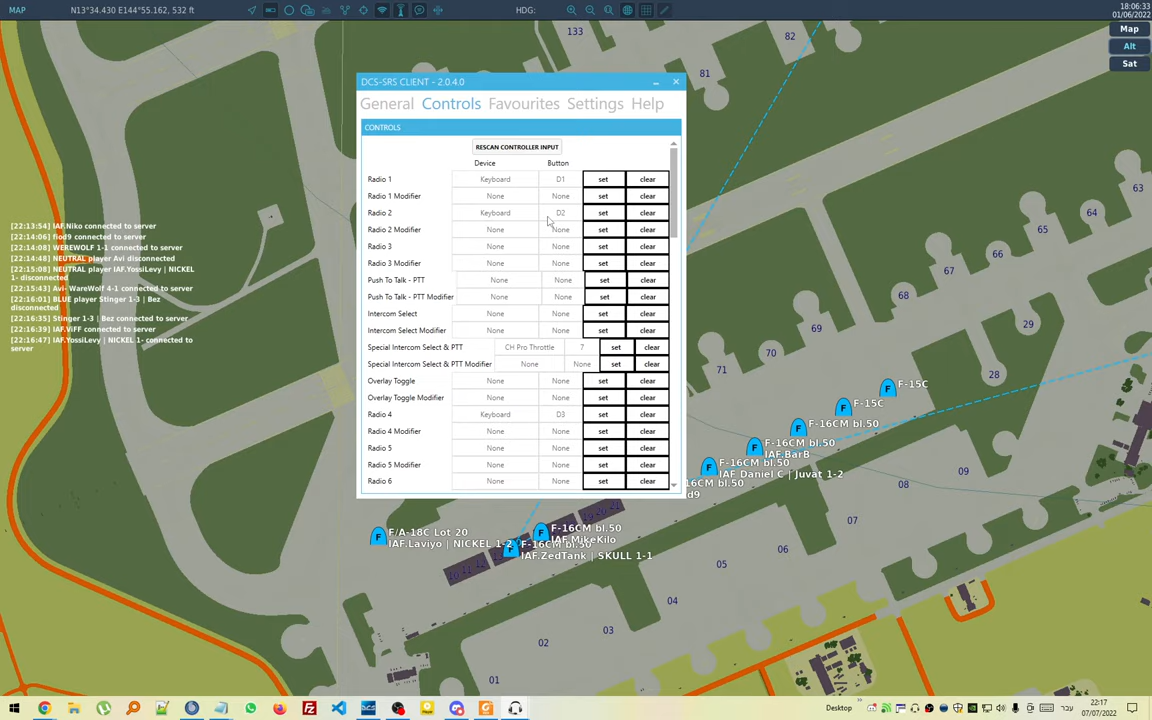 MAP
N13°34.430 E144°55.162, 532 ft
HDG:
18:06:33
01/06/2022
Map
Alt
Sat
133
82
81
63
64
65
66
67
68
69
70
71
29
28
09
08
07
06
05
04
03
02
01
[22:13:54] IAF.Niko connected to server
[22:14:06] flod9 connected to server
[22:14:08] WEREWOLF 1-1 connected to server
[22:14:48] NEUTRAL player Avi disconnected
[22:15:08] NEUTRAL player IAF.YossiLevy | NICKEL
1- disconnected
[22:15:43] Avi- WareWolf 4-1 connected to server
[22:16:01] BLUE player Stinger 1-3 | Bez
disconnected
[22:16:35] Stinger 1-3 | Bez connected to server
[22:16:39] IAF.ViFF connected to server
[22:16:47] IAF.YossiLevy | NICKEL 1- connected to
server
DCS-SRS CLIENT - 2.0.4.0
General Controls Favourites Settings Help
CONTROLS
RESCAN CONTROLLER INPUT
Device Button
Radio 1 Keyboard D1 set clear
Radio 1 Modifier None None set clear
Radio 2 Keyboard D2 set clear
Radio 2 Modifier None None set clear
Radio 3 None None set clear
Radio 3 Modifier None None set clear
Push To Talk - PTT None None set clear
Push To Talk - PTT Modifier None None set clear
Intercom Select None None set clear
Intercom Select Modifier None None set clear
Special Intercom Select & PTT CH Pro Throttle 7 set clear
Special Intercom Select & PTT Modifier None None set clear
Overlay Toggle None None set clear
Overlay Toggle Modifier None None set clear
Radio 4 Keyboard D3 set clear
Radio 4 Modifier None None set clear
Radio 5 None None set clear
Radio 5 Modifier None None set clear
Radio 6 None None set clear
F F-15C
F F-15C
F F-16CM bl.50
F F-16CM bl.50
IAF.BarB
F F-16CM bl.50
IAF Daniel C | Juvat 1-2
16CM bl.50
d9
F F/A-18C Lot 20
IAF.Laviyo | NICKEL 1-2
F F-16CM bl.50
IAF.MikeKilo
F F-16CM bl.50
IAF.ZedTank | SKULL 1-1
19 20 21
10 11 12
Desktop
עבר
22:17
07/07/2022